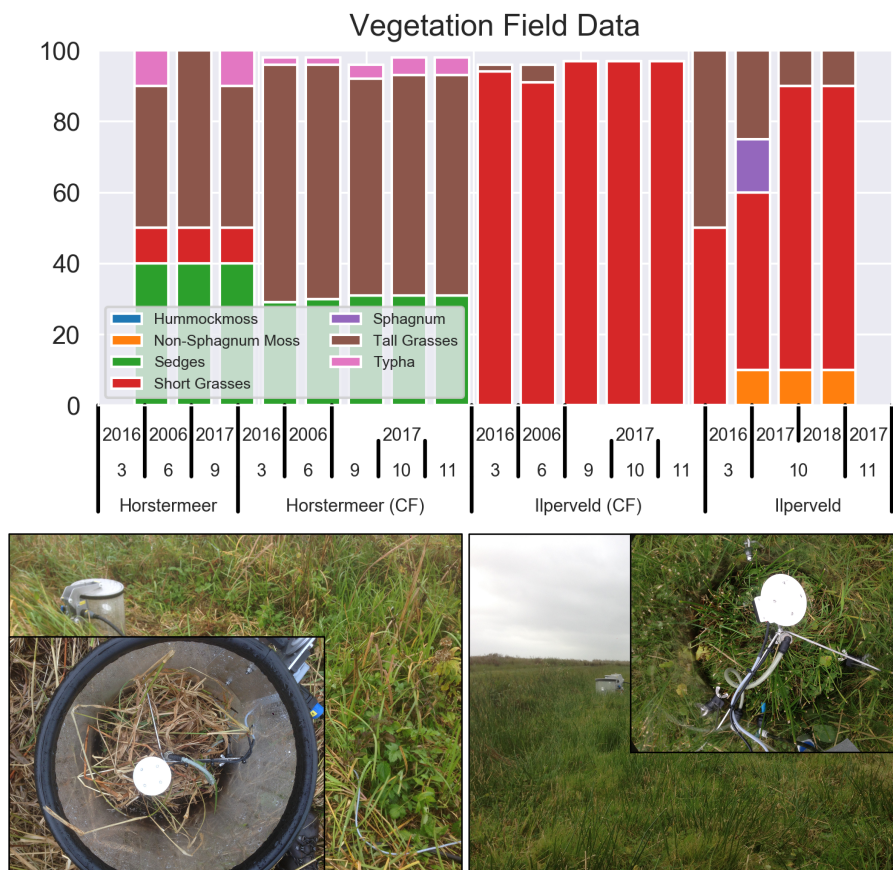 Vegetation Field Data
100
80
60
40
20
0
Hummockmoss
Non-Sphagnum Moss
Sedges
Short Grasses
Sphagnum
Tall Grasses
Typha
2016 2006 2017 2016 2006 2017 2016 2006 2017 2016 2017 2018 2017
3 6 9 3 6 9 10 11 3 6 9 10 11 3 10 11
Horstermeer Horstermeer (CF) Ilperveld (CF) Ilperveld